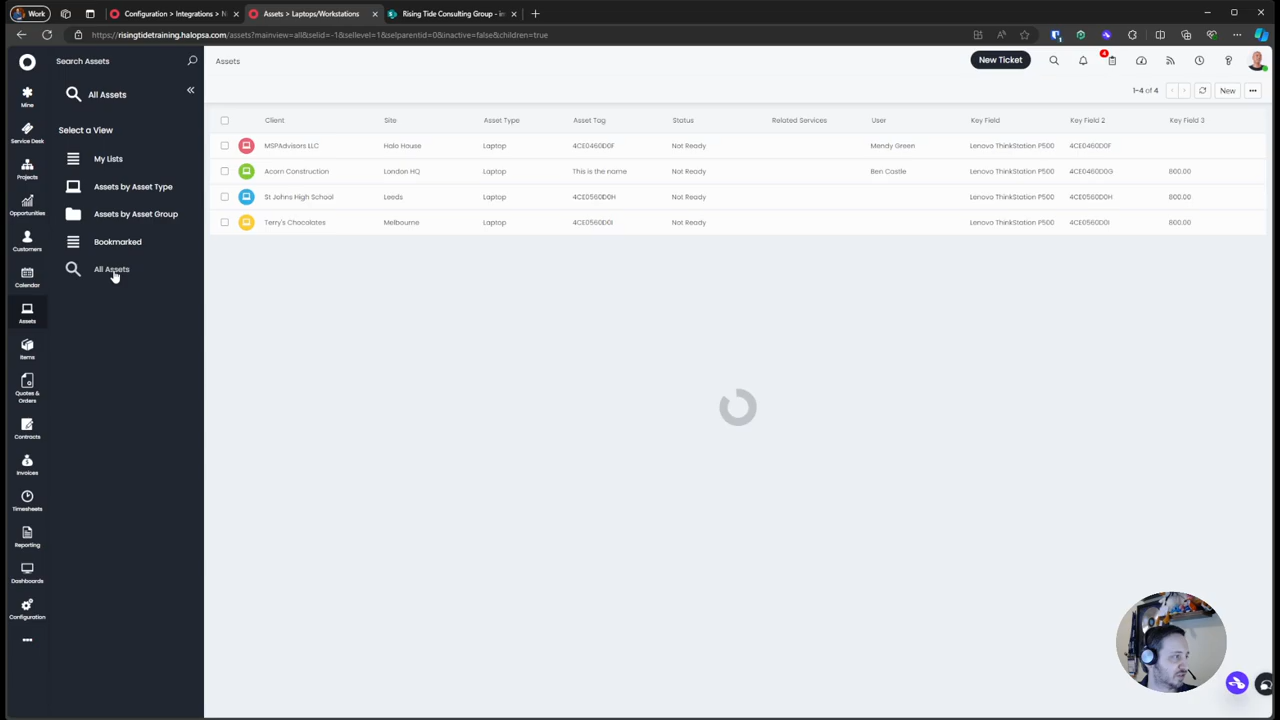 Work
Configuration > Integrations > N
Assets > Laptops/Workstations
Rising Tide Consulting Group - in
https://risingtidetraining.halopsa.com/assets?mainview=all&selid=-1&sellevel=1&selparentid=0&inactive=false&children=true
Search Assets
Assets
New Ticket
4
Mine
All Assets
1-4 of 4
New
Service Desk
Select a View
Client
Site
Asset Type
Asset Tag
Status
Related Services
User
Key Field
Key Field 2
Key Field 3
MSPAdvisors LLC
Halo House
Laptop
4CE0460D0F
Not Ready
Mendy Green
Lenovo ThinkStation P500
4CE0460D0F
Acorn Construction
London HQ
Laptop
This is the name
Not Ready
Ben Castle
Lenovo ThinkStation P500
4CE0460D0G
800.00
St Johns High School
Leeds
Laptop
4CE0560D0H
Not Ready
Lenovo ThinkStation P500
4CE0560D0H
800.00
Terry's Chocolates
Melbourne
Laptop
4CE0560D0I
Not Ready
Lenovo ThinkStation P500
4CE0560D0I
800.00
My Lists
Assets by Asset Type
Assets by Asset Group
Bookmarked
All Assets
Projects
Opportunities
Customers
Calendar
Assets
Items
Quotes &
Orders
Contracts
Invoices
Timesheets
Reporting
Dashboards
Configuration